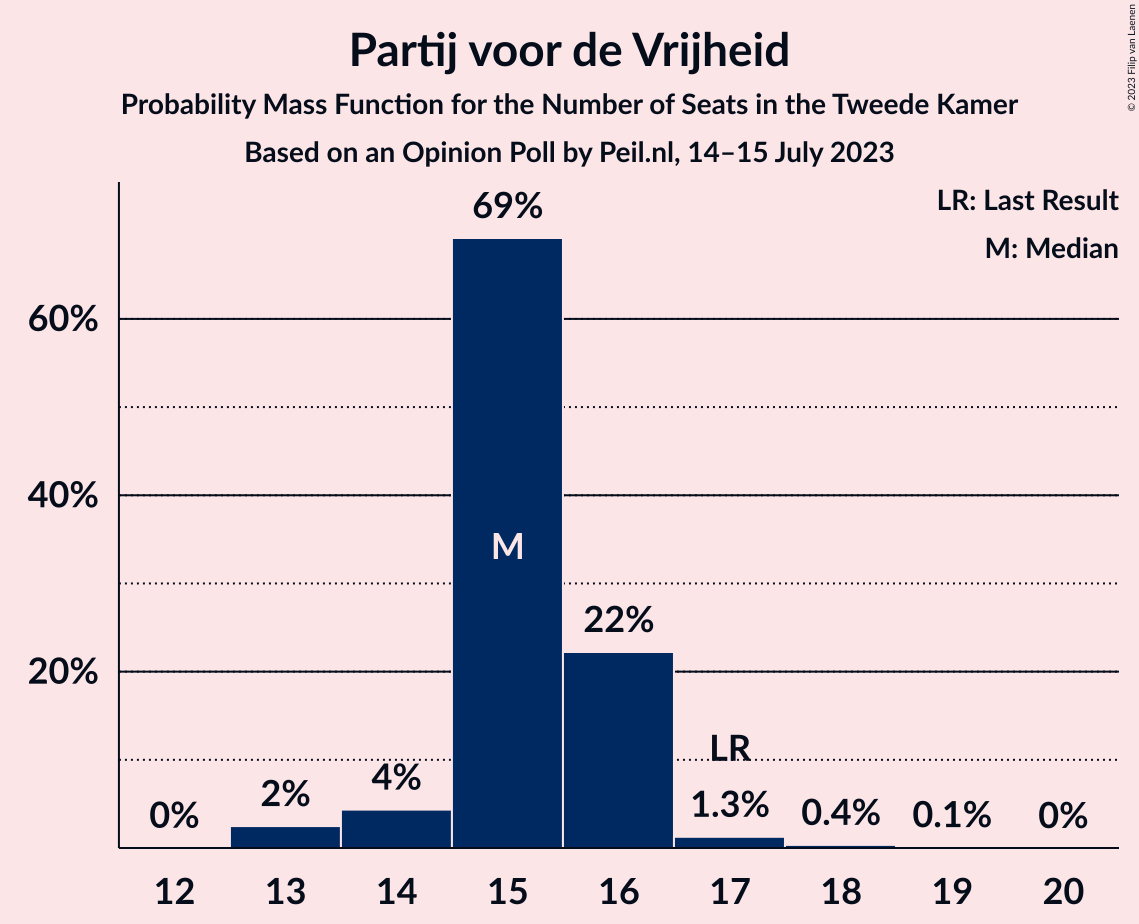 Partij voor de Vrijheid
Probability Mass Function for the Number of Seats in the Tweede Kamer
Based on an Opinion Poll by Peil.nl, 14–15 July 2023
© 2023 Filip van Laenen
LR: Last Result
M: Median
69%
60%
40%
M
22%
20%
LR
0%
2%
4%
1.3%
0.4%
0.1%
0%
12
13
14
15
16
17
18
19
20